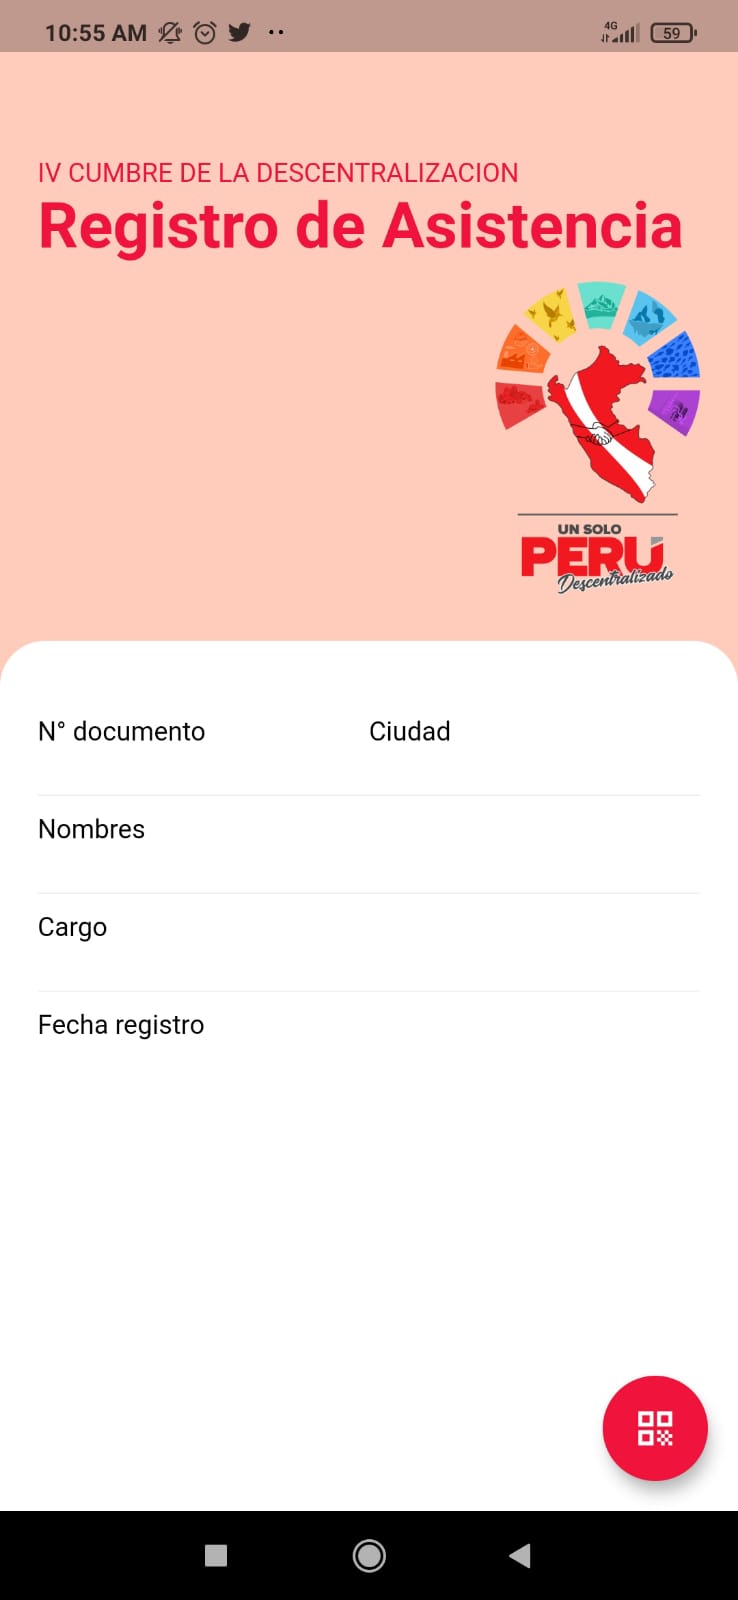 10:55 AM
4G
59
IV CUMBRE DE LA DESCENTRALIZACION
Registro de Asistencia
UN SOLO
PERÚ
Descentralizado
N° documento Ciudad
Nombres
Cargo
Fecha registro